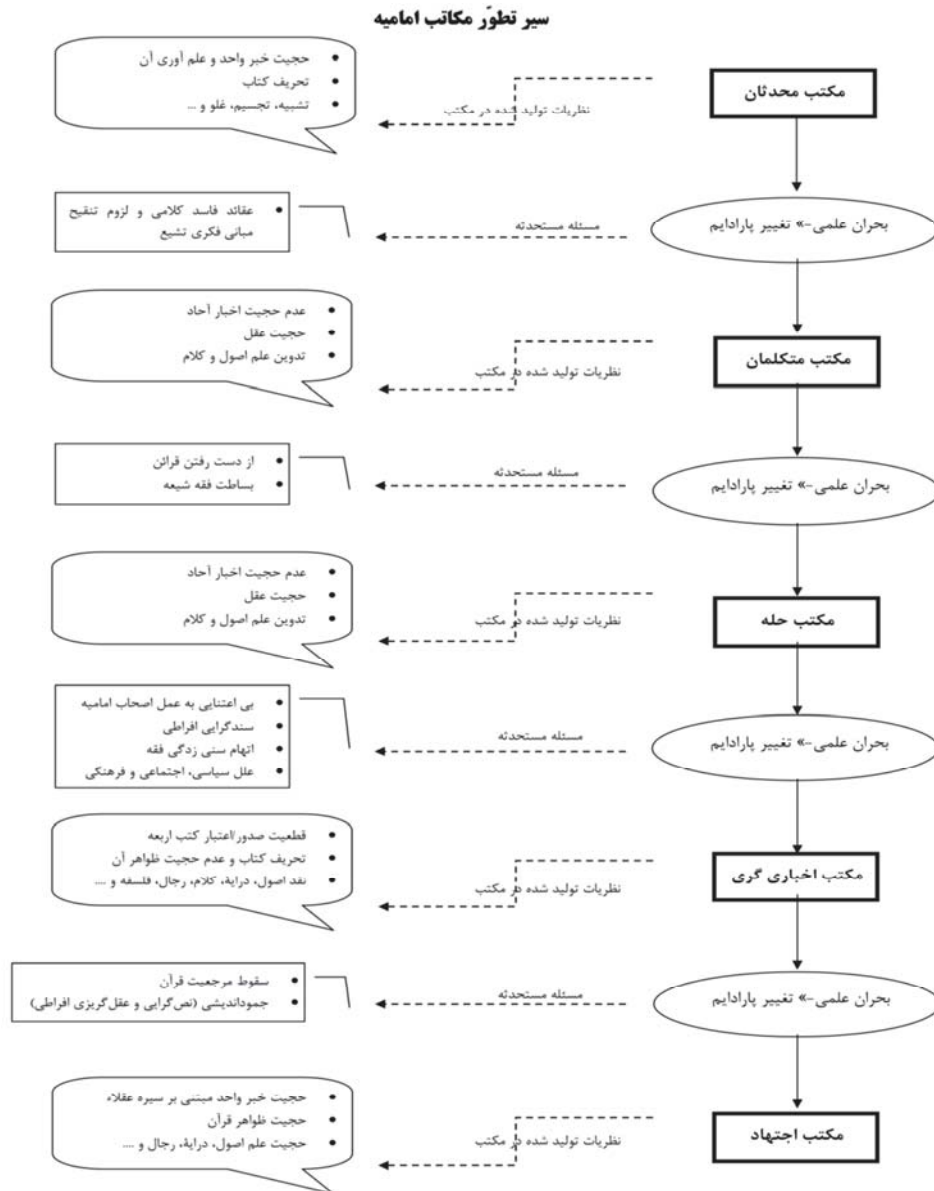 سیر تطوّر مکاتب امامیه
مکتب محدثان
نظریات تولید شده در مکتب
حجیت خبر واحد و علم آوری آن
تحریف کتاب
تشبیه، تجسیم، غلو و ...
بحران علمی-» تغییر پارادایم
مسئله مستحدثه
عقائد فاسد کلامی و لزوم تنقیح
مبانی فکری تشیع
مکتب متکلمان
نظریات تولید شده در مکتب
عدم حجیت اخبار آحاد
حجیت عقل
تدوین علم اصول و کلام
بحران علمی-» تغییر پارادایم
مسئله مستحدثه
از دست رفتن قرائن
بساطت فقه شیعه
مکتب حله
نظریات تولید شده در مکتب
عدم حجیت اخبار آحاد
حجیت عقل
تدوین علم اصول و کلام
بحران علمی-» تغییر پارادایم
مسئله مستحدثه
بی اعتنایی به عمل اصحاب امامیه
سندگرایی افراطی
اتهام سنی زدگی فقه
علل سیاسی، اجتماعی و فرهنگی
مکتب اخباری گری
نظریات تولید شده در مکتب
قطعیت صدور/اعتبار کتب اربعه
تحریف کتاب و عدم حجیت ظواهر آن
نقد اصول، درایة، کلام، رجال، فلسفه و ....
بحران علمی-» تغییر پارادایم
مسئله مستحدثه
سقوط مرجعیت قرآن
جموداندیشی (نص‌گرایی و عقل‌گریزی افراطی)
مکتب اجتهاد
نظریات تولید شده در مکتب
حجیت خبر واحد مبتنی بر سیره عقلاء
حجیت ظواهر قرآن
حجیت علم اصول، درایة، رجال و ....